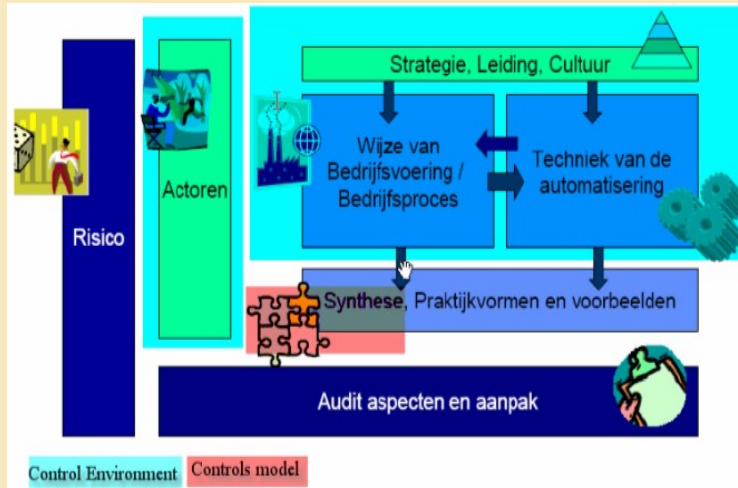 Strategie, Leiding, Cultuur
Actoren
Wijze van
Bedrijfsvoering /
Bedrijfsproces
Techniek van de
automatisering
Risico
Synthese, Praktijkvormen en voorbeelden
Audit aspecten en aanpak
Control Environment
Controls model